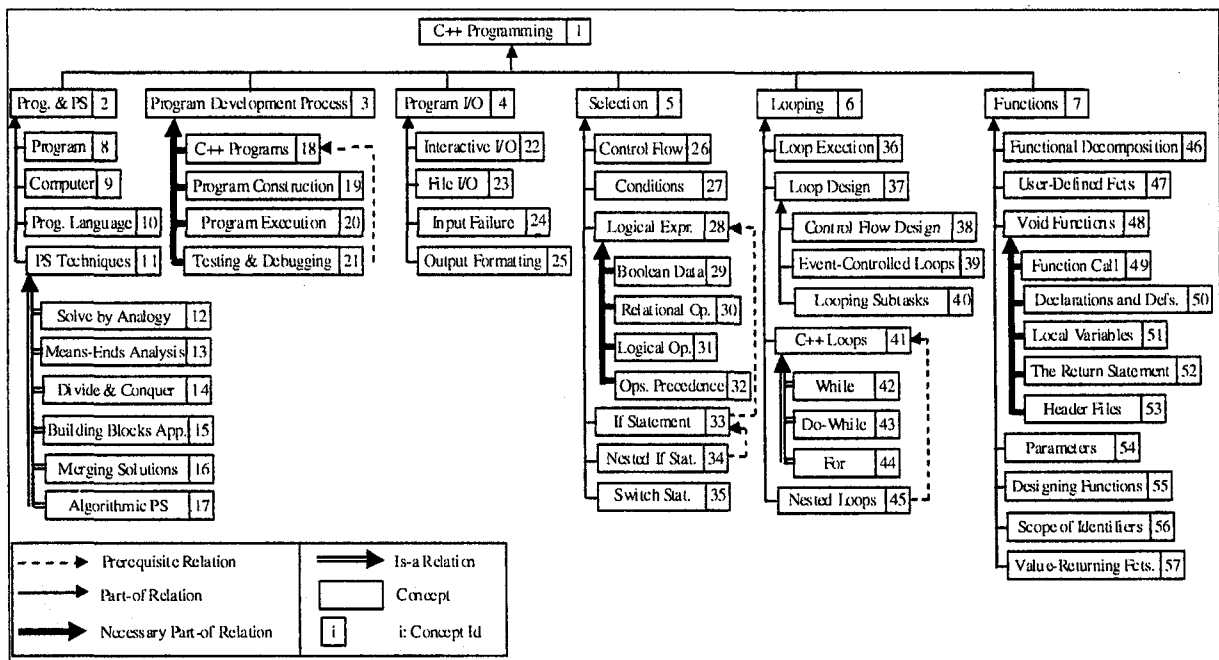 C++ Programming 1
Prog. & PS 2
Program Development Process 3
Program I/O 4
Selection 5
Looping 6
Functions 7
Program 8
Computer 9
Prog. Language 10
PS Techniques 11
Solve by Analogy 12
Means-Ends Analysis 13
Divide & Conquer 14
Building Blocks App. 15
Merging Solutions 16
Algorithmic PS 17
C++ Programs 18
Program Construction 19
Program Execution 20
Testing & Debugging 21
Interactive I/O 22
File I/O 23
Input Failure 24
Output Formatting 25
Control Flow 26
Conditions 27
Logical Expr. 28
Boolean Data 29
Relational Op. 30
Logical Op. 31
Ops. Precedence 32
If Statement 33
Nested If Stat. 34
Switch Stat. 35
Loop Exection 36
Loop Design 37
Control Flow Design 38
Event-Controlled Loops 39
Looping Subtasks 40
C++ Loops 41
While 42
Do-While 43
For 44
Nested Loops 45
Functional Decomposition 46
User-Defined Fcts 47
Void Functions 48
Function Call 49
Declarations and Defs. 50
Local Variables 51
The Return Statement 52
Header Files 53
Parameters 54
Designing Functions 55
Scope of Identifiers 56
Value-Returning Fcts. 57
Prerequisite Relation
Part-of Relation
Necessary Part-of Relation
Is-a Relation
Concept
i i: Concept Id